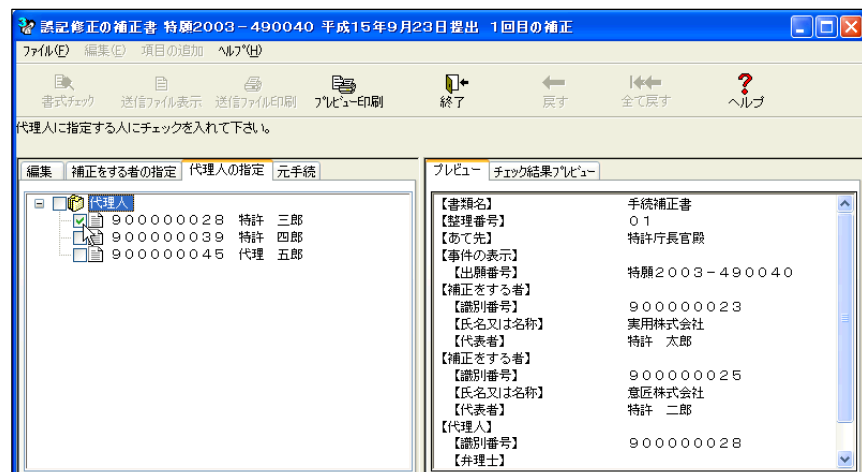 誤記修正の補正書 特願2003-490040 平成15年9月23日提出 1回目の補正
ファイル(F) 編集(E) 項目の追加 ヘルプ(H)
書式チェック 送信ファイル表示 送信ファイル印刷 プレビュー印刷 終了 戻す 全て戻す ヘルプ
代理人に指定する人にチェックを入れて下さい。
編集 補正をする者の指定 代理人の指定 元手続
代理人
900000028 特許 三郎
900000039 特許 四郎
900000045 代理 五郎
プレビュー チェック結果プレビュー
【書類名】 手続補正書
【整理番号】 01
【あて先】 特許庁長官殿
【事件の表示】
【出願番号】 特願2003-490040
【補正をする者】
【識別番号】 900000023
【氏名又は名称】 実用株式会社
【代表者】 特許 太郎
【補正をする者】
【識別番号】 900000025
【氏名又は名称】 意匠株式会社
【代表者】 特許 二郎
【代理人】
【識別番号】 900000028
【弁理士】